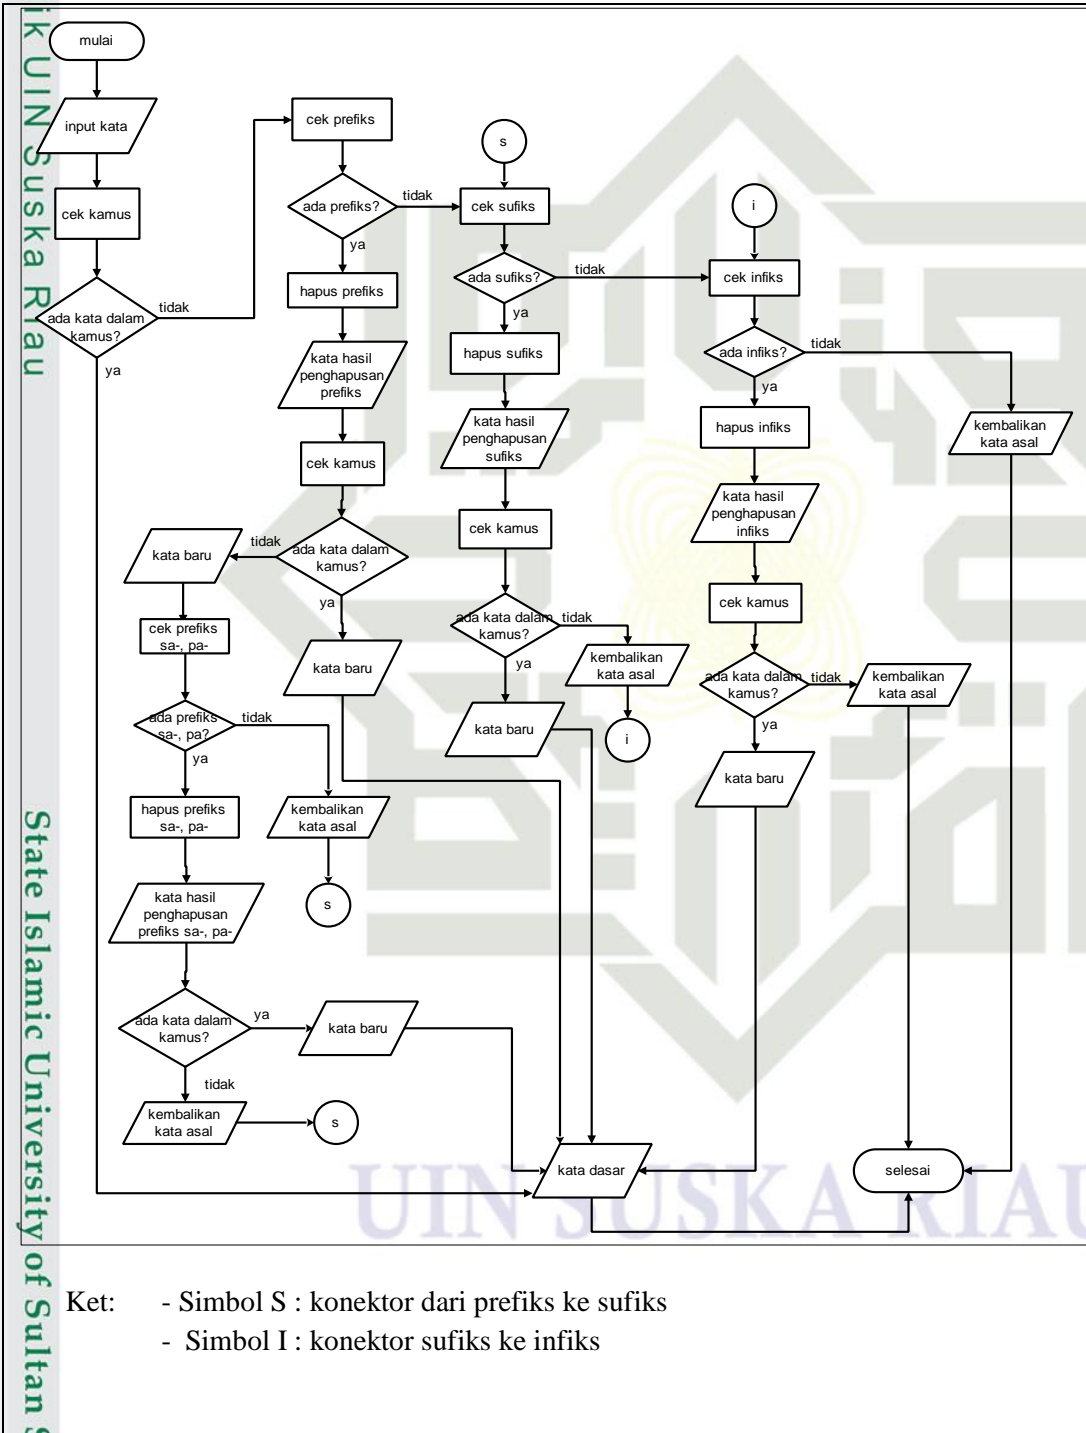 ik UIN Suska Riau
State Islamic University of Sultan S
mulai
input kata
cek kamus
ada kata dalam
kamus?
tidak
ya
cek prefiks
ada prefiks?
tidak
ya
hapus prefiks
kata hasil
penghapusan
prefiks
cek kamus
ada kata dalam
kamus?
tidak
ya
kata baru
kata baru
cek prefiks
sa-, pa-
ada prefiks
sa-, pa?
tidak
ya
hapus prefiks
sa-, pa-
kembalikan
kata asal
s
kata hasil
penghapusan
prefiks sa-, pa-
ada kata dalam
kamus?
ya
kata baru
tidak
kembalikan
kata asal
s
s
cek sufiks
ada sufiks?
tidak
ya
hapus sufiks
kata hasil
penghapusan
sufiks
cek kamus
ada kata dalam
kamus?
tidak
ya
kembalikan
kata asal
i
kata baru
i
cek infiks
ada infiks?
tidak
ya
hapus infiks
kembalikan
kata asal
kata hasil
penghapusan
infiks
cek kamus
ada kata dalam
kamus?
tidak
kembalikan
kata asal
ya
kata baru
kata dasar
selesai
UIN SUSKA RIAU
Ket: - Simbol S : konektor dari prefiks ke sufiks
- Simbol I : konektor sufiks ke infiks